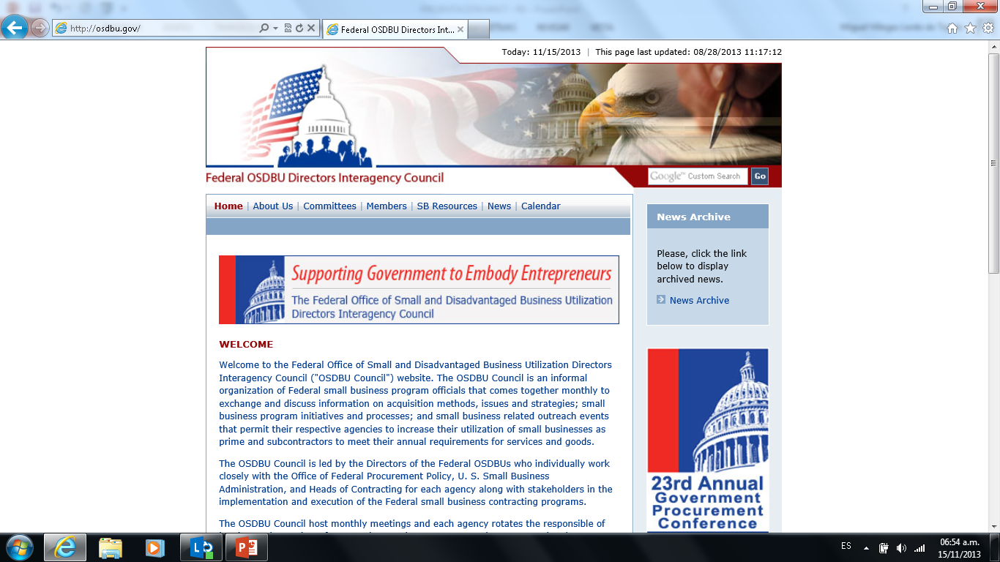 http://osdbu.gov/
Federal OSDBU Directors Int...
Today: 11/15/2013 | This page last updated: 08/28/2013 11:17:12
Federal OSDBU Directors Interagency Council
Google™ Custom Search
Go
Home | About Us | Committees | Members | SB Resources | News | Calendar
Supporting Government to Embody Entrepreneurs
The Federal Office of Small and Disadvantaged Business Utilization
Directors Interagency Council
WELCOME
Welcome to the Federal Office of Small and Disadvantaged Business Utilization Directors
Interagency Council ("OSDBU Council") website. The OSDBU Council is an informal
organization of Federal small business program officials that comes together monthly to
exchange and discuss information on acquisition methods, issues and strategies; small
business program initiatives and processes; and small business related outreach events
that permit their respective agencies to increase their utilization of small businesses as
prime and subcontractors to meet their annual requirements for services and goods.
The OSDBU Council is led by the Directors of the Federal OSDBUs who individually work
closely with the Office of Federal Procurement Policy, U. S. Small Business
Administration, and Heads of Contracting for each agency along with stakeholders in the
implementation and execution of the Federal small business contracting programs.
The OSDBU Council host monthly meetings and each agency rotates the responsible of
News Archive
Please, click the link
below to display
archived news.
News Archive
23rd Annual
Government
Procurement
Conference
ES
06:54 a.m.
15/11/2013